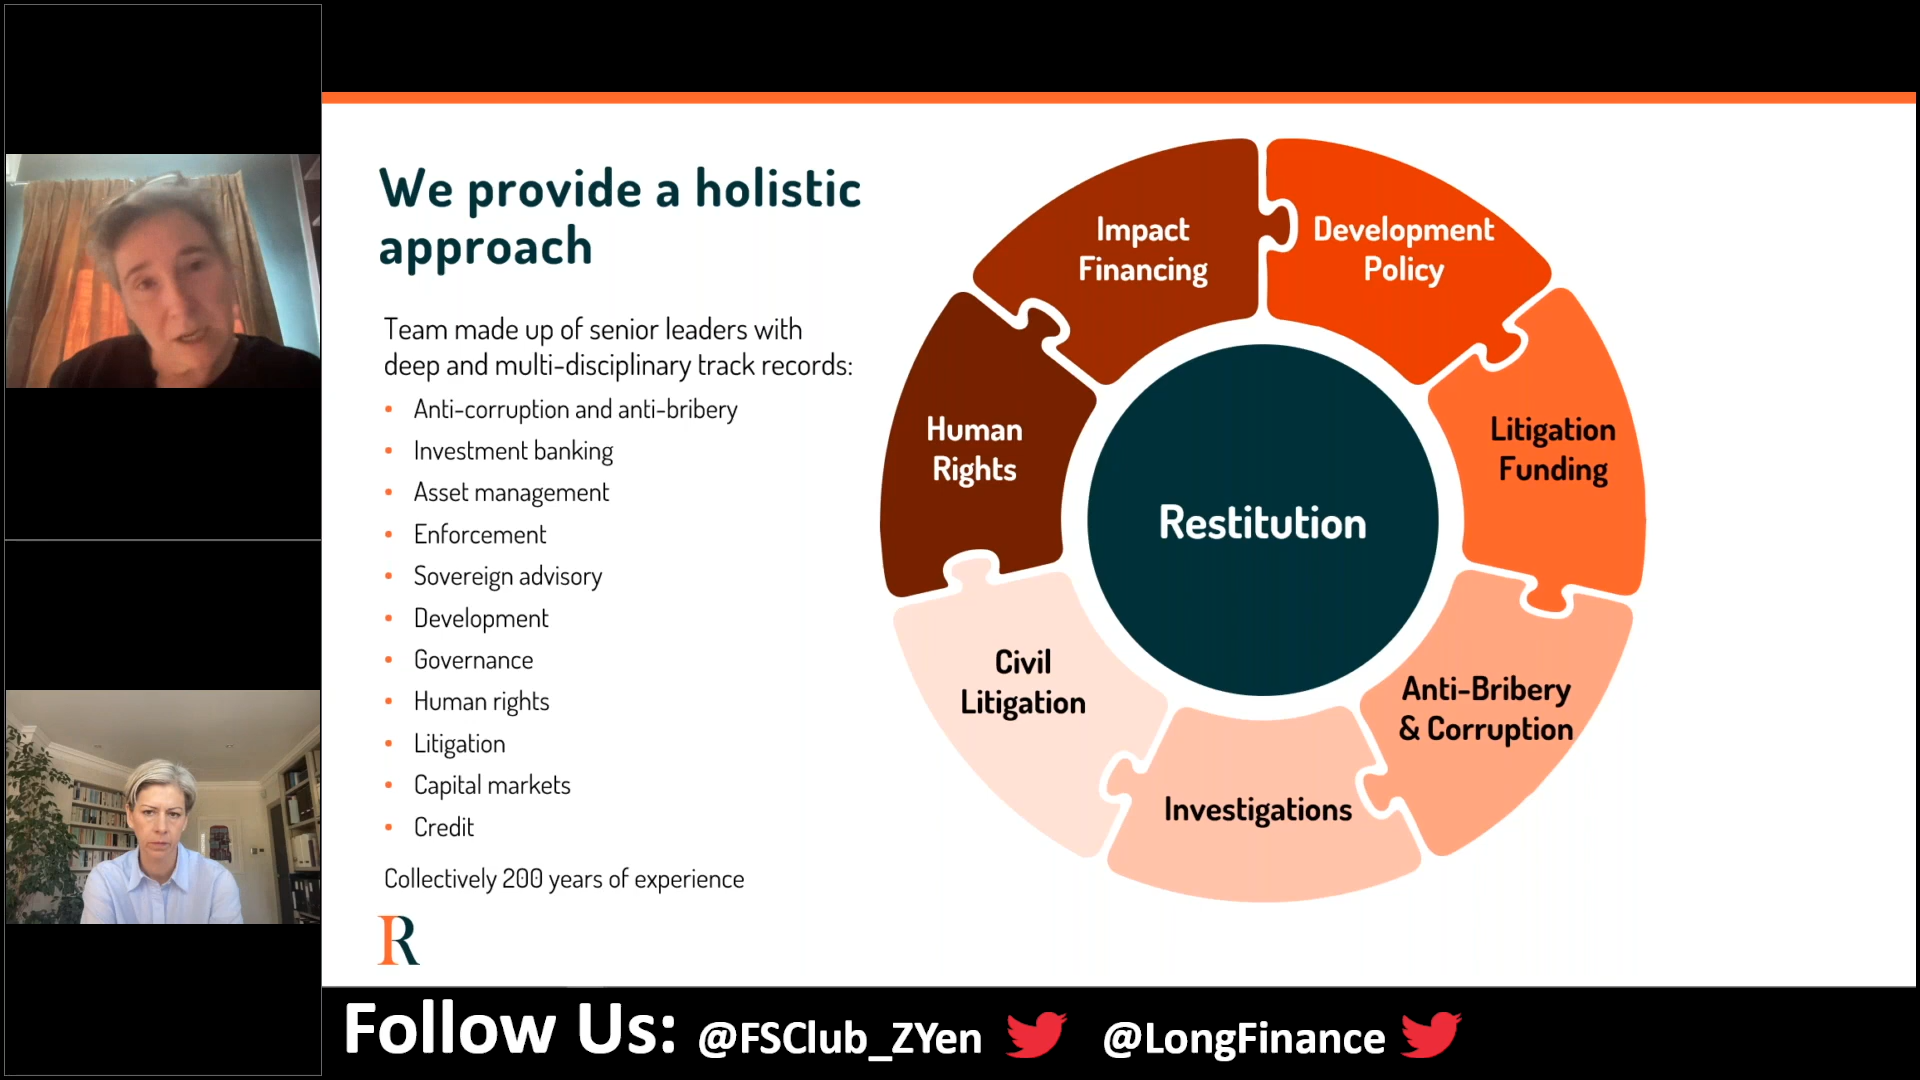 We provide a holistic
approach
Team made up of senior leaders with
deep and multi-disciplinary track records:
• Anti-corruption and anti-bribery
• Investment banking
• Asset management
• Enforcement
• Sovereign advisory
• Development
• Governance
• Human rights
• Litigation
• Capital markets
• Credit
Collectively 200 years of experience
R
Impact
Financing
Development
Policy
Litigation
Funding
Anti-Bribery
& Corruption
Investigations
Civil
Litigation
Human
Rights
Restitution
Follow Us: @FSClub_ZYen @LongFinance